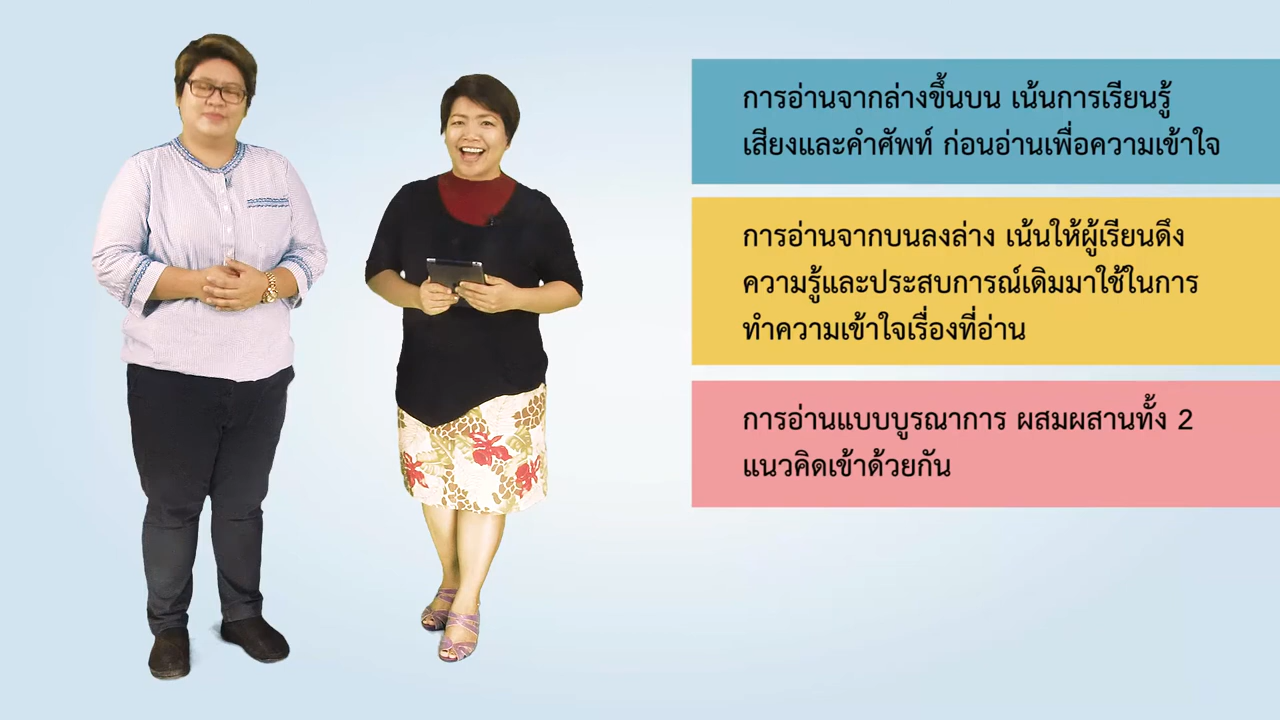 การอ่านจากล่างขึ้นบน เน้นการเรียนรู้
เสียงและคำศัพท์ ก่อนอ่านเพื่อความเข้าใจ
การอ่านจากบนลงล่าง เน้นให้ผู้เรียนดึง
ความรู้และประสบการณ์เดิมมาใช้ในการ
ทำความเข้าใจเรื่องที่อ่าน
การอ่านแบบบูรณาการ ผสมผสานทั้ง 2
แนวคิดเข้าด้วยกัน